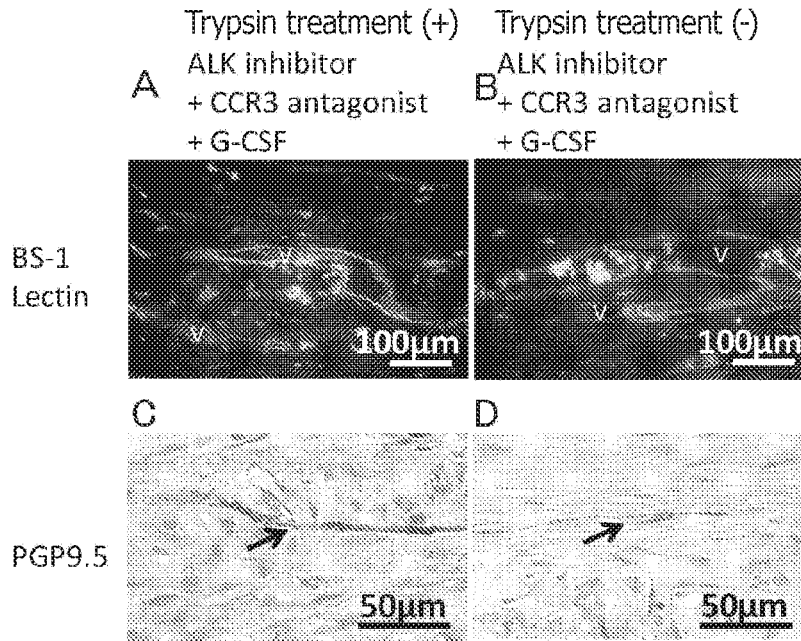 Trypsin treatment (+)
A ALK inhibitor
+ CCR3 antagonist
+ G-CSF
Trypsin treatment (-)
B ALK inhibitor
+ CCR3 antagonist
+ G-CSF
BS-1
Lectin
V
V
100μm
V
V
100μm
C
D
PGP9.5
50μm
50μm